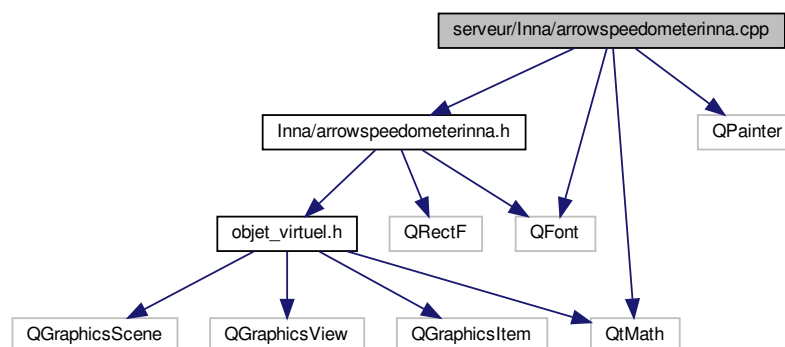 serveur/Inna/arrowspeedometerinna.cpp
Inna/arrowspeedometerinna.h
QPainter
objet_virtuel.h
QRectF
QFont
QGraphicsScene
QGraphicsView
QGraphicsItem
QtMath